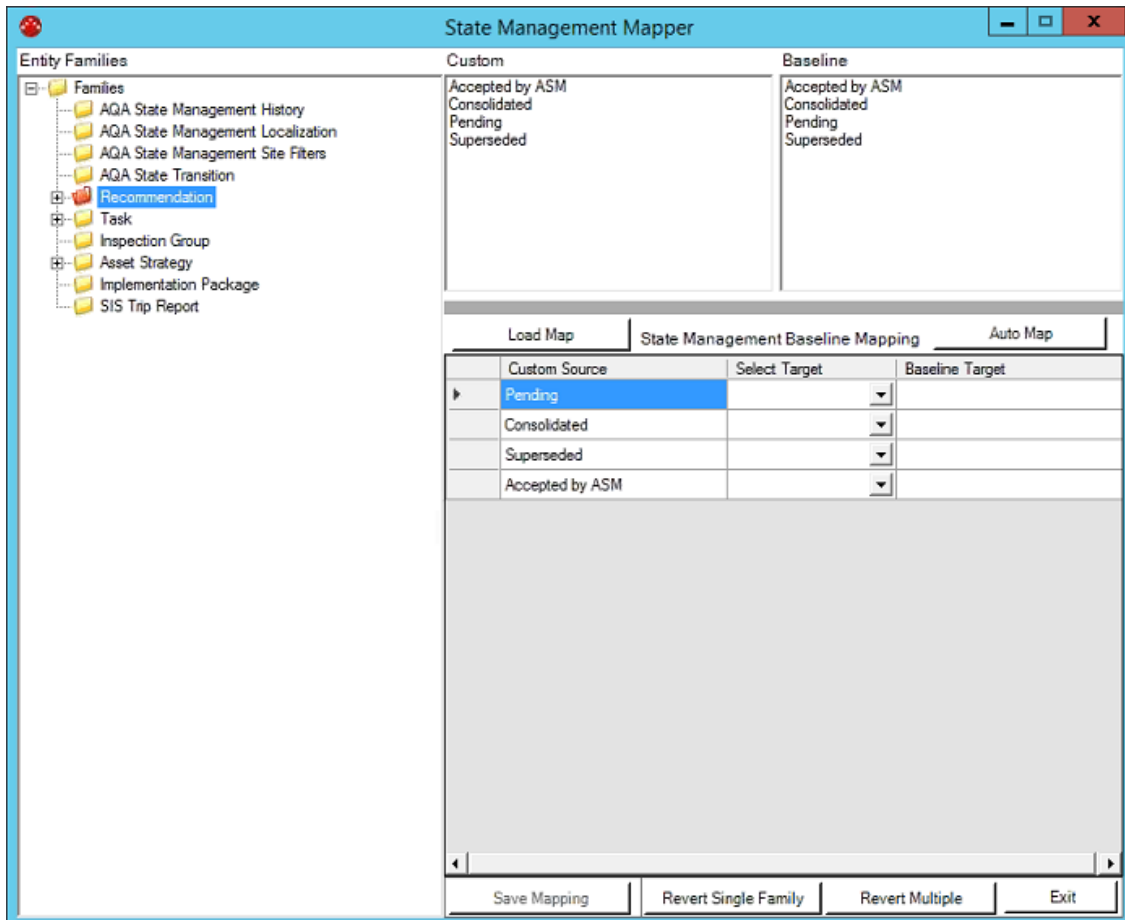 State Management Mapper
Entity Families
Families
AQA State Management History
AQA State Management Localization
AQA State Management Site Filters
AQA State Transition
Recommendation
Task
Inspection Group
Asset Strategy
Implementation Package
SIS Trip Report
Custom
Accepted by ASM
Consolidated
Pending
Superseded
Baseline
Accepted by ASM
Consolidated
Pending
Superseded
Load Map State Management Baseline Mapping Auto Map
Custom Source Select Target Baseline Target
Pending
Consolidated
Superseded
Accepted by ASM
Save Mapping Revert Single Family Revert Multiple Exit